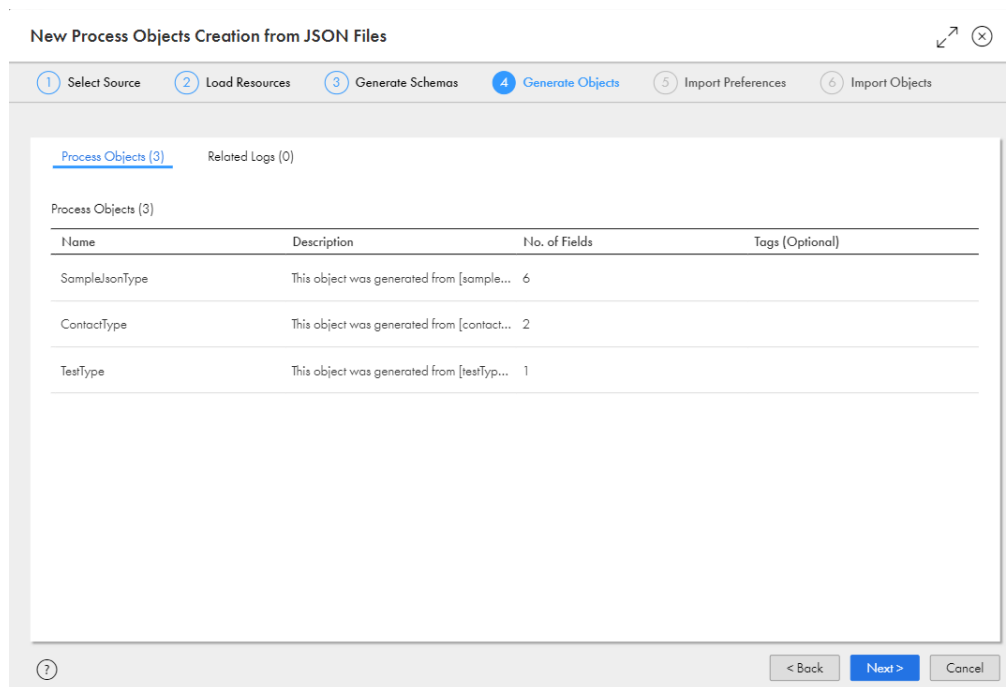 New Process Objects Creation from JSON Files
1 Select Source 2 Load Resources 3 Generate Schemas 4 Generate Objects 5 Import Preferences 6 Import Objects
Process Objects (3) Related Logs (0)
Process Objects (3)
Name Description No. of Fields Tags (Optional)
SampleJsonType This object was generated from [sample... 6
ContactType This object was generated from [contact... 2
TestType This object was generated from [testTyp... 1
? < Back Next > Cancel